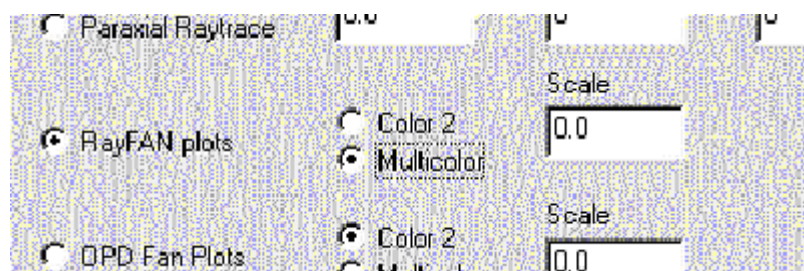 Paraxial Raytrace 0.0 0 0
Scale
RayFAN plots Color 2 0.0
Multicolor
Scale
OPD Fan Plots Color 2 0.0
Multicolor